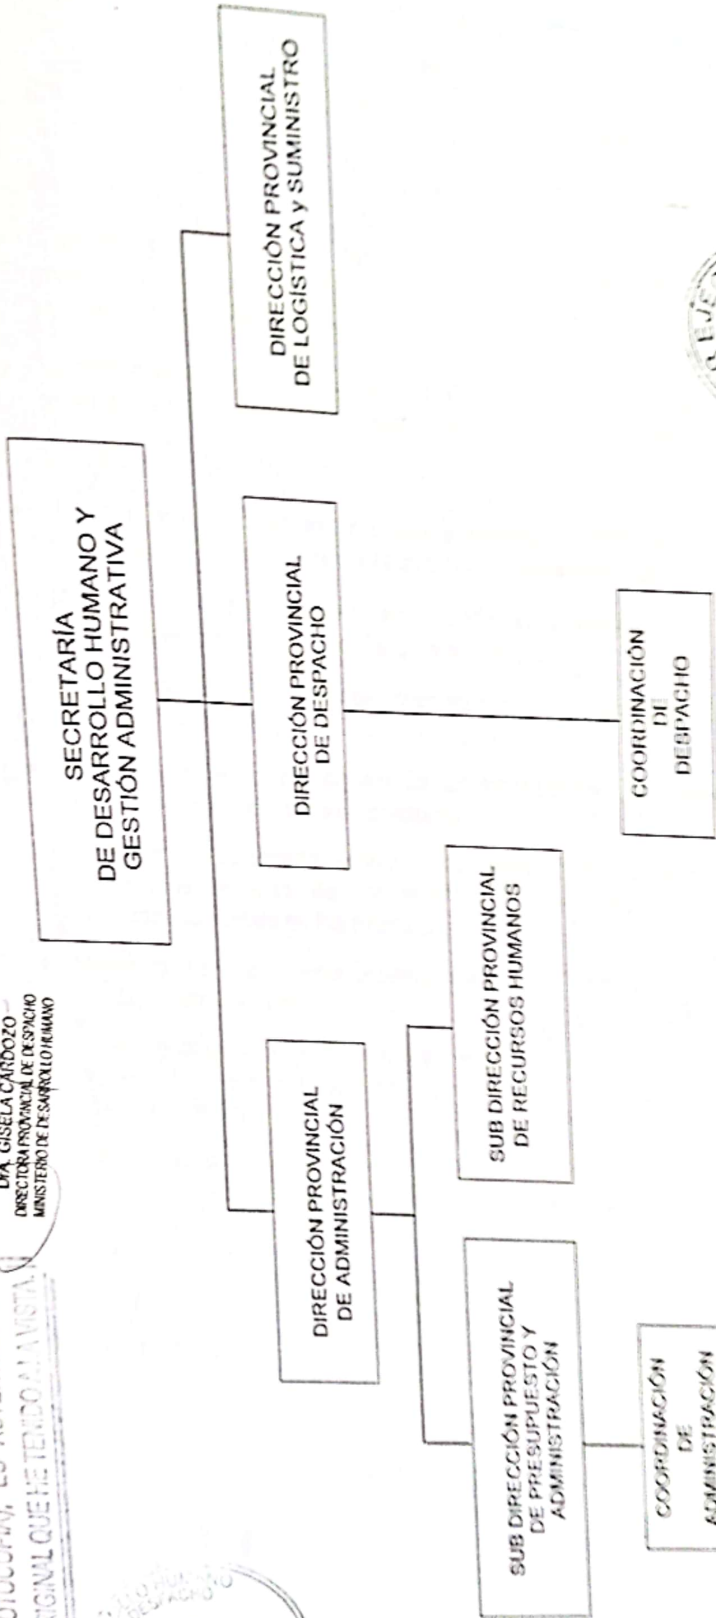 ORIGINAL QUE HE TENIDO A LA VISTA
GISELA CARDOZO
DIRECTORA PROVINCIAL DE DESPACHO
MINISTERIO DE DESARROLLO HUMANO
SECRETARÍA
DE DESARROLLO HUMANO Y
GESTIÓN ADMINISTRATIVA
DIRECCIÓN PROVINCIAL
DE ADMINISTRACIÓN
DIRECCIÓN PROVINCIAL
DE DESPACHO
DIRECCIÓN PROVINCIAL
DE LOGÍSTICA y SUMINISTRO
SUB DIRECCIÓN PROVINCIAL
DE PRESUPUESTO Y
ADMINISTRACIÓN
SUB DIRECCIÓN PROVINCIAL
DE RECURSOS HUMANOS
COORDINACIÓN
DE
ADMINISTRACIÓN
COORDINACIÓN
DE
DESPACHO